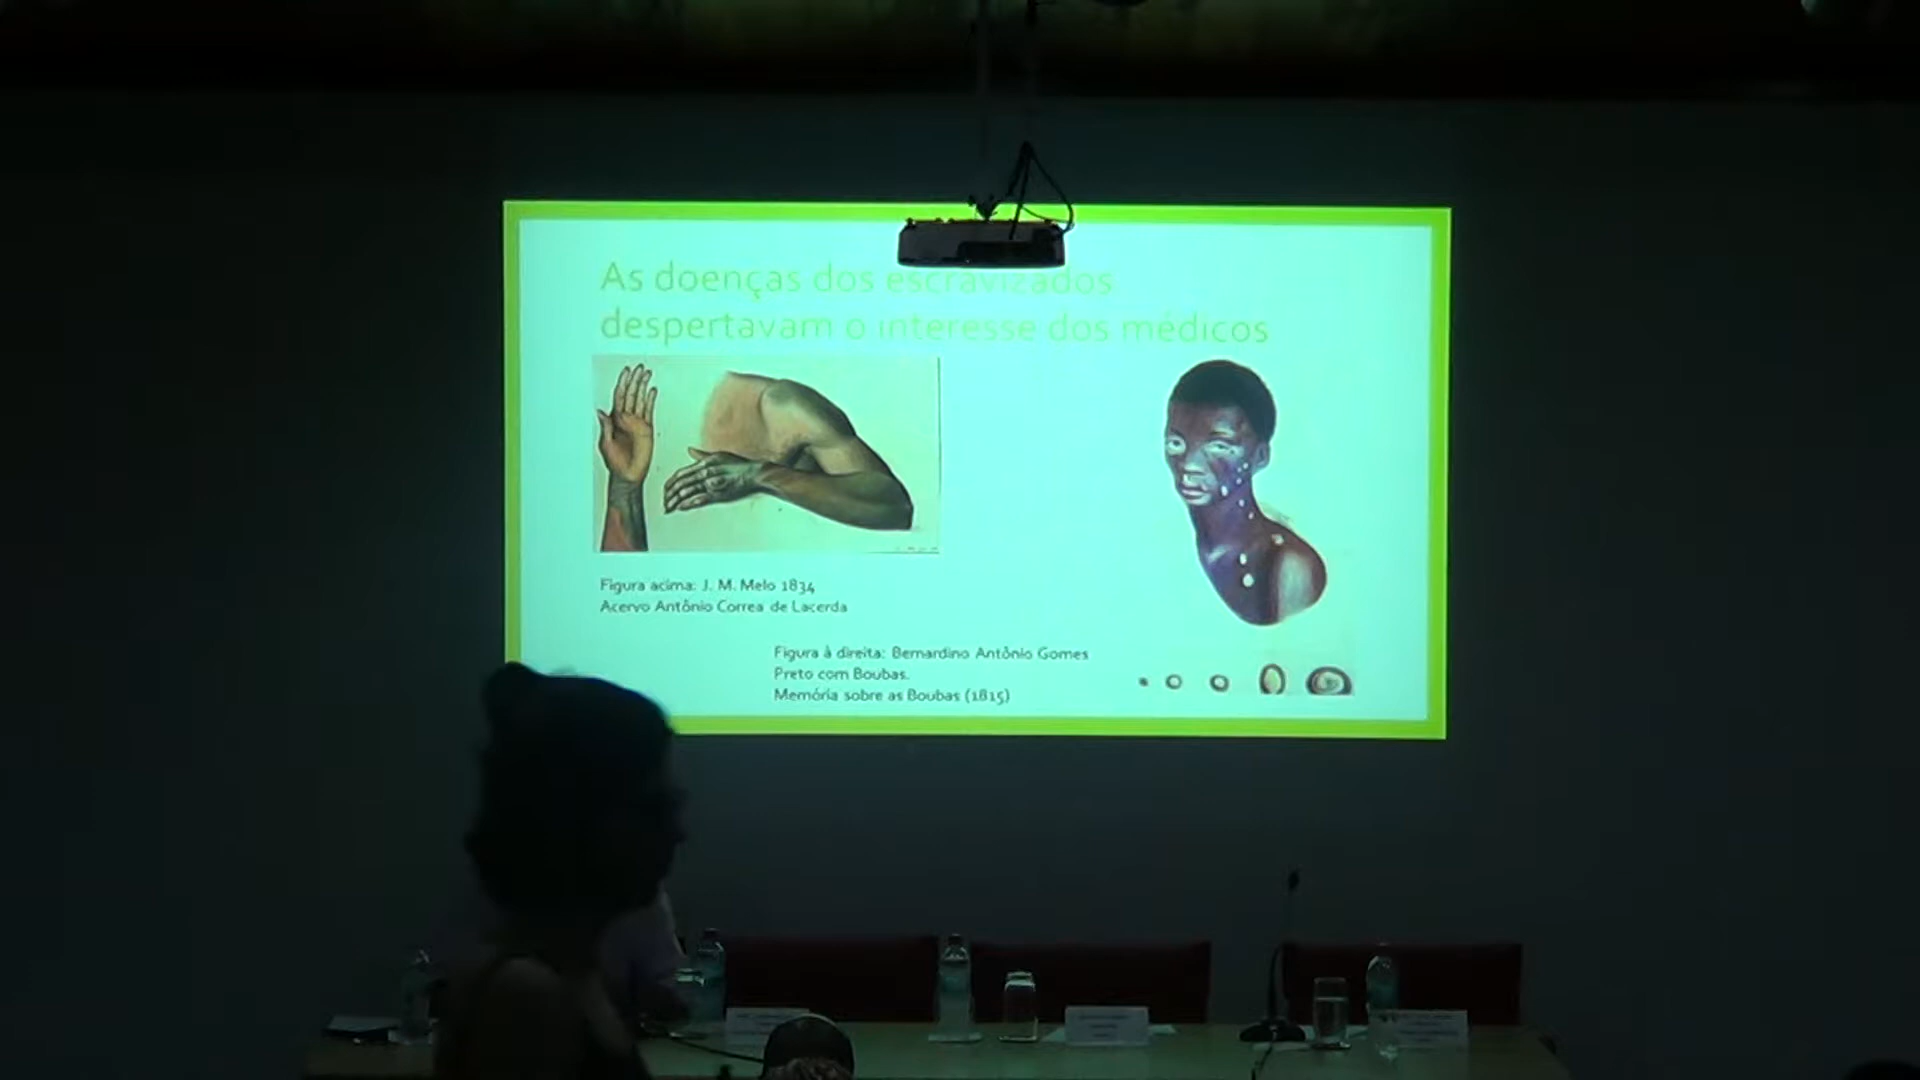 As doenças dos escravizados
despertavam o interesse dos médicos
Figura acima: J. M. Melo 1834
Acervo Antônio Correa de Lacerda
Figura à direita: Bernardino Antônio Gomes
Preto com Boubas.
Memória sobre as Boubas (1815)